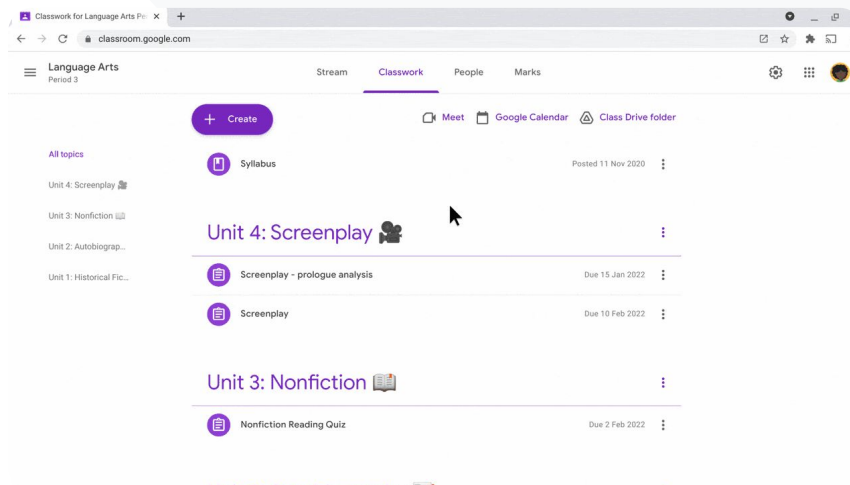 Classwork for Language Arts Per
classroom.google.com
Language Arts
Period 3
Stream Classwork People Marks
Create
Meet Google Calendar Class Drive folder
All topics
Unit 4: Screenplay 🎥
Unit 3: Nonfiction 📖
Unit 2: Autobiograp...
Unit 1: Historical Fic...
Syllabus Posted 11 Nov 2020
Unit 4: Screenplay 🎥
Screenplay - prologue analysis Due 15 Jan 2022
Screenplay Due 10 Feb 2022
Unit 3: Nonfiction 📖
Nonfiction Reading Quiz Due 2 Feb 2022